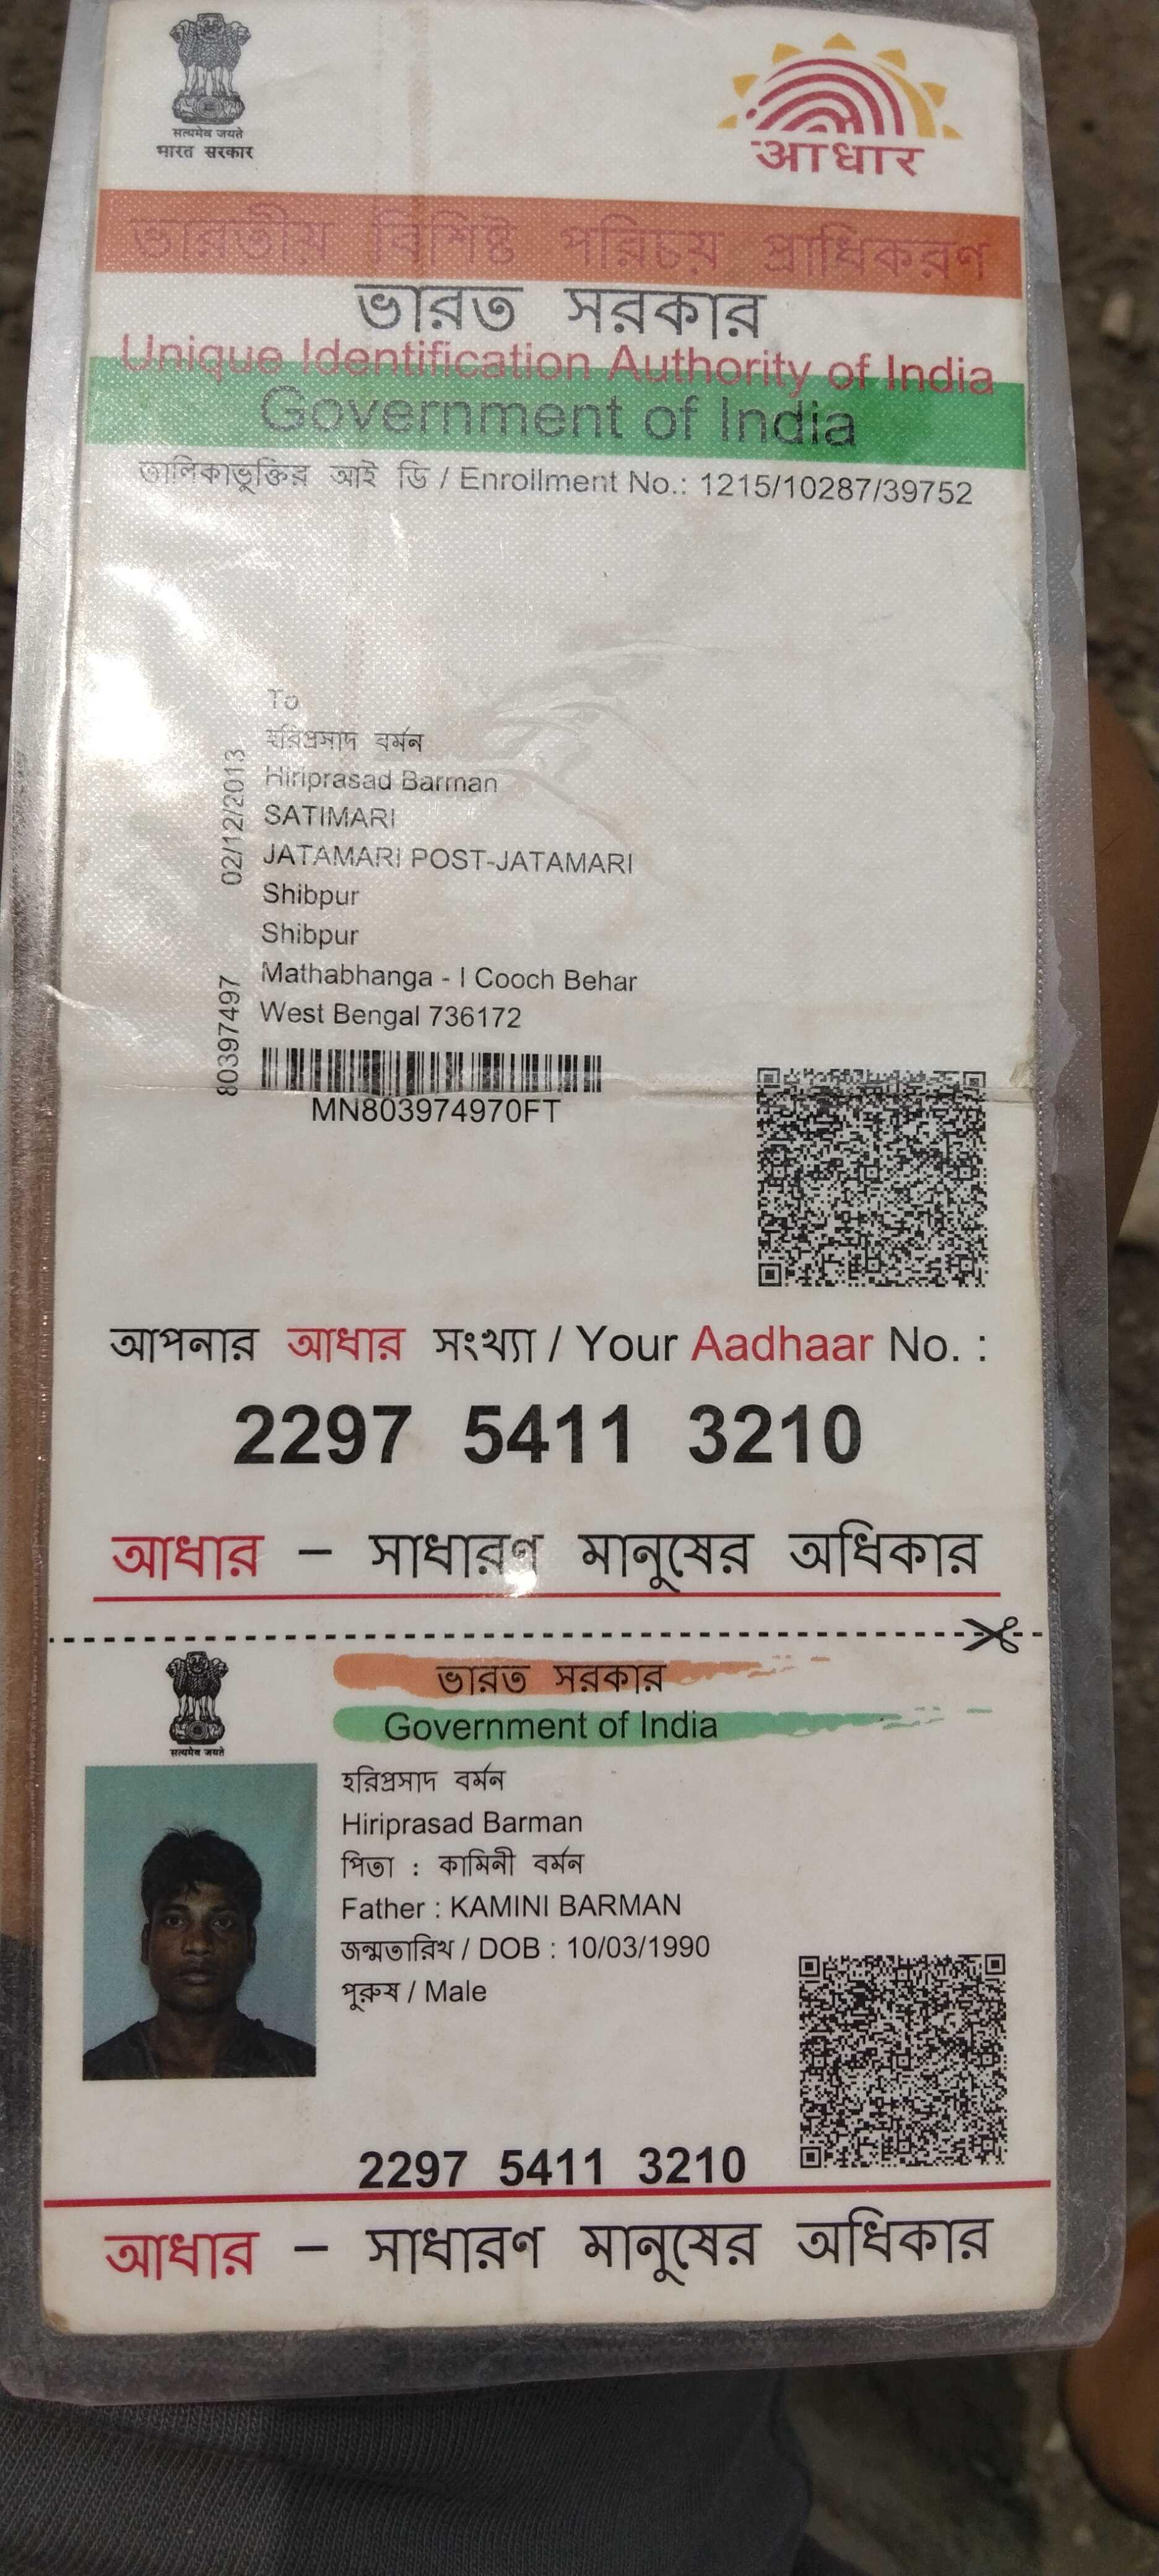 सत्यमेव जयते
भारत सरकार
आधार
ভারতীয় বিশিষ্ট পরিচয় প্রাধিকরণ
ভারত সরকার
Unique Identification Authority of India
Government of India
তালিকাভুক্তির আই ডি / Enrollment No.: 1215/10287/39752
To
হরিপ্রসাদ বর্মন
Hiriprasad Barman
SATIMARI
JATAMARI POST-JATAMARI
Shibpur
Shibpur
Mathabhanga - I Cooch Behar
West Bengal 736172
02/12/2013
80397497
MN803974970FT
আপনার আধার সংখ্যা / Your Aadhaar No. :
2297 5411 3210
আধার – সাধারণ মানুষের অধিকার
सत्यमेव जयते
ভারত সরকার
Government of India
হরিপ্রসাদ বর্মন
Hiriprasad Barman
পিতা : কামিনী বর্মন
Father : KAMINI BARMAN
জন্মতারিখ / DOB : 10/03/1990
পুরুষ / Male
2297 5411 3210
আধার – সাধারণ মানুষের অধিকার